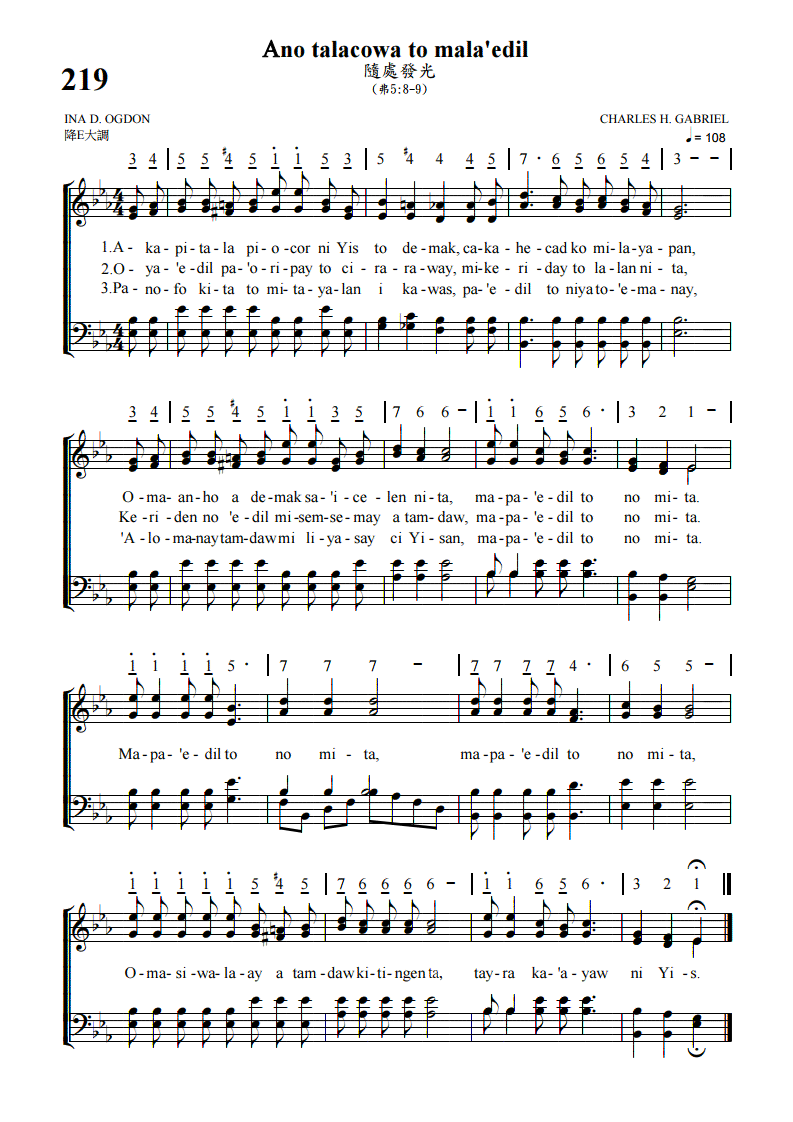 Ano talacowa to mala'edil
219
隨處發光
(弗5:8-9)
INA D. OGDON
CHARLES H. GABRIEL
降E大調
♩= 108
3 4 | 5 5 #4 5 1̇ 1̇ 5 3 | 5 #4 4 4 5 | 7 · 6 5 6 5 4 | 3 - - |
1.A - ka - pi - ta - la pi - o - cor ni Yis to de - mak, ca - ka - he - cad ko mi - la - ya - pan,
2.O - ya - 'e - dil pa - 'o - ri - pay to ci - ra - ra - way, mi - ke - ri - day to la - lan ni - ta,
3.Pa - no - fo ki - ta to mi - ta - ya - lan i ka - was, pa - 'e - dil to niya to - 'e - ma - nay,
3 4 | 5 5 #4 5 1̇ 1̇ 3 5 | 7 6 6 - | 1̇ 1̇ 6 5 6 · | 3 2 1 - |
O - ma - an - ho a de - mak sa - 'i - ce - len ni - ta, ma - pa - 'e - dil to no mi - ta.
Ke - ri - den no 'e - dil mi - sem - se - may a tam - daw, ma - pa - 'e - dil to no mi - ta.
'A - lo - ma - nay tam - daw mi li - ya - say ci Yi - san, ma - pa - 'e - dil to no mi - ta.
1̇ 1̇ 1̇ 1̇ 5 · | 7 7 7 - | 7 7 7 7 4 · | 6 5 5 - |
Ma - pa - 'e - dil to no mi - ta, ma - pa - 'e - dil to no mi - ta,
1̇ 1̇ 1̇ 1̇ 1̇ 5 #4 5 | 7 6 6 6 6 - | 1̇ 1̇ 6 5 6 · | 3 2 1
O - ma - si - wa - la - ay a tam - daw ki - ti - ngen ta, tay - ra ka - 'a - yaw ni Yi - s.